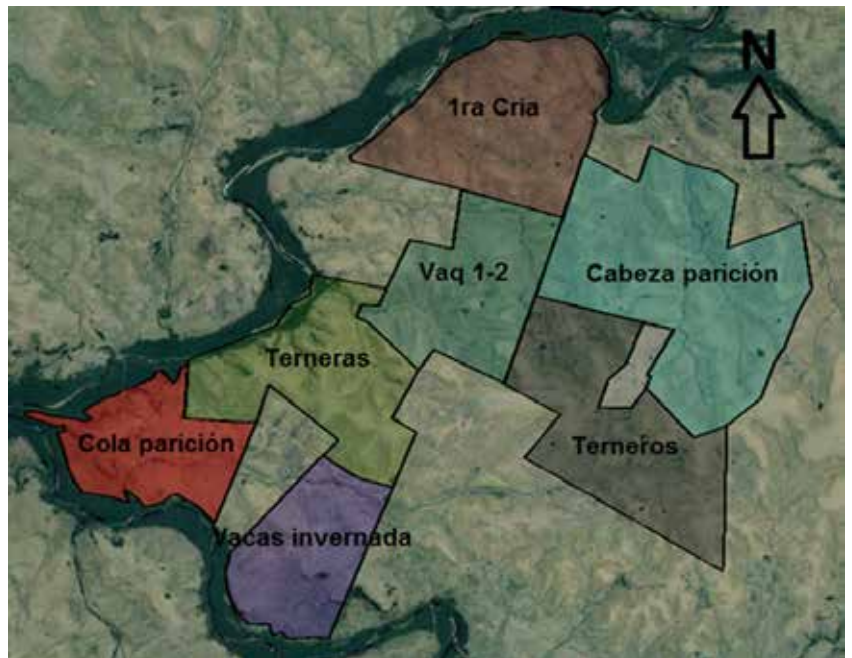 N
1ra Cria
Vaq 1-2
Cabeza parición
Terneras
Cola parición
Terneros
Vacas invernada